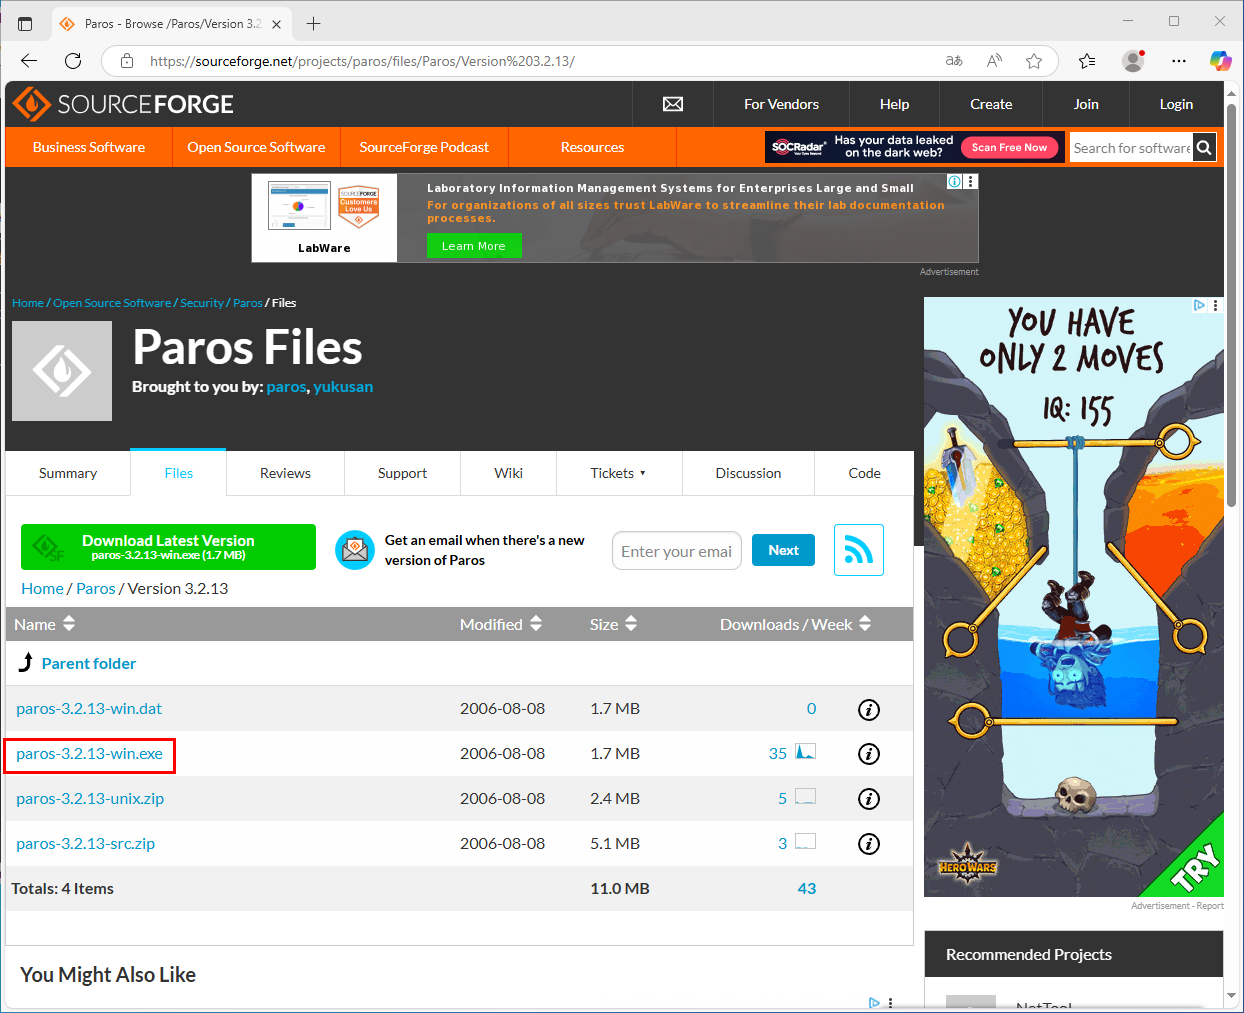 Paros - Browse /Paros/Version 3.2
https://sourceforge.net/projects/paros/files/Paros/Version%203.2.13/
SOURCEFORGE
For Vendors
Help
Create
Join
Login
Business Software
Open Source Software
SourceForge Podcast
Resources
SOCRadar
Has your data leaked
on the dark web?
Scan Free Now
Search for software
Laboratory Information Management Systems for Enterprises Large and Small
For organizations of all sizes trust LabWare to streamline their lab documentation
processes.
SOURCEFORGE
Customers
Love Us
LabWare
Learn More
Advertisement
Home / Open Source Software / Security / Paros / Files
Paros Files
Brought to you by: paros, yukusan
Summary
Files
Reviews
Support
Wiki
Tickets
Discussion
Code
Download Latest Version
paros-3.2.13-win.exe (1.7 MB)
Get an email when there's a new
version of Paros
Enter your emai
Next
Home / Paros / Version 3.2.13
Name Modified Size Downloads / Week
Parent folder
paros-3.2.13-win.dat 2006-08-08 1.7 MB 0
paros-3.2.13-win.exe 2006-08-08 1.7 MB 35
paros-3.2.13-unix.zip 2006-08-08 2.4 MB 5
paros-3.2.13-src.zip 2006-08-08 5.1 MB 3
Totals: 4 Items 11.0 MB 43
You Might Also Like
YOU HAVE
ONLY 2 MOVES
IQ: 155
HERO WARS
TRY
Advertisement - Report
Recommended Projects
NetTool